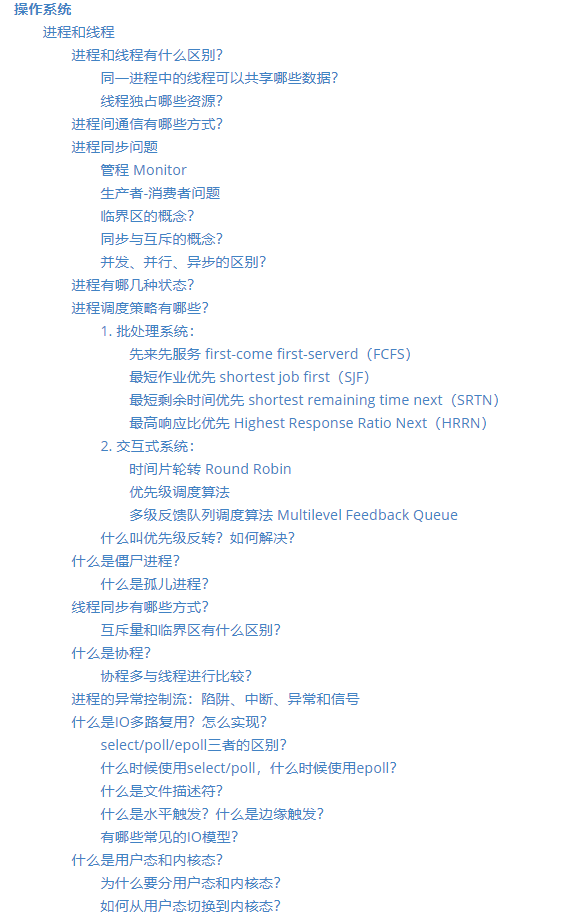 操作系统
进程和线程
进程和线程有什么区别？
同一进程中的线程可以共享哪些数据？
线程独占哪些资源？
进程间通信有哪些方式？
进程同步问题
管程 Monitor
生产者-消费者问题
临界区的概念？
同步与互斥的概念？
并发、并行、异步的区别？
进程有哪几种状态？
进程调度策略有哪些？
1. 批处理系统：
先来先服务 first-come first-serverd（FCFS）
最短作业优先 shortest job first（SJF）
最短剩余时间优先 shortest remaining time next（SRTN）
最高响应比优先 Highest Response Ratio Next（HRRN）
2. 交互式系统：
时间片轮转 Round Robin
优先级调度算法
多级反馈队列调度算法 Multilevel Feedback Queue
什么叫优先级反转？如何解决？
什么是僵尸进程？
什么是孤儿进程？
线程同步有哪些方式？
互斥量和临界区有什么区别？
什么是协程？
协程多与线程进行比较？
进程的异常控制流：陷阱、中断、异常和信号
什么是IO多路复用？怎么实现？
select/poll/epoll三者的区别？
什么时候使用select/poll，什么时候使用epoll？
什么是文件描述符？
什么是水平触发？什么是边缘触发？
有哪些常见的IO模型？
什么是用户态和内核态？
为什么要分用户态和内核态？
如何从用户态切换到内核态？